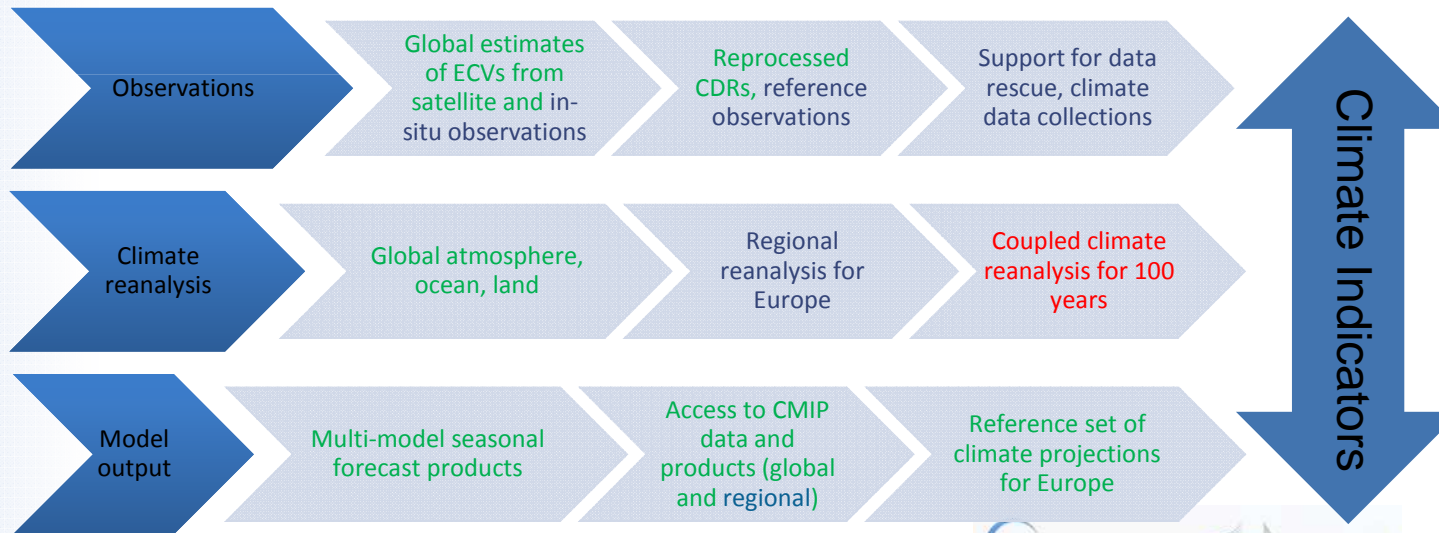 Observations
Global estimates
of ECVs from
satellite and in-
situ observations
Reprocessed
CDRs, reference
observations
Support for data
rescue, climate
data collections
Climate
reanalysis
Global atmosphere,
ocean, land
Regional
reanalysis for
Europe
Coupled climate
reanalysis for 100
years
Model
output
Multi-model seasonal
forecast products
Access to CMIP
data and
products (global
and regional)
Reference set of
climate projections
for Europe
Climate Indicators